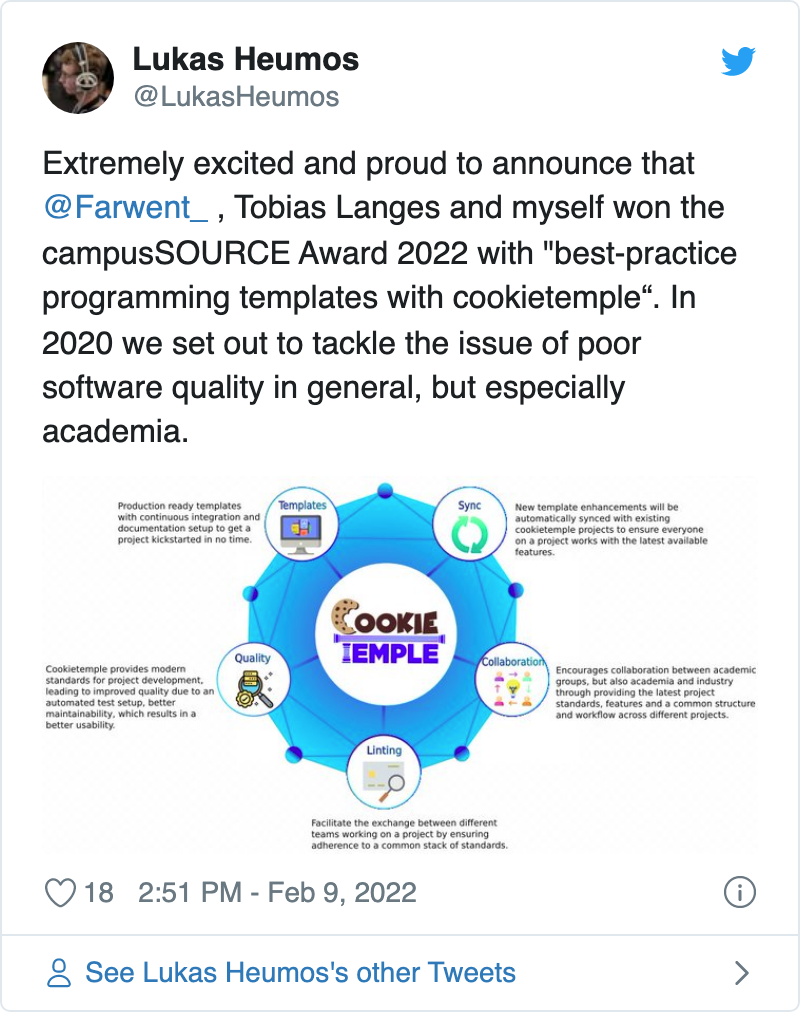 Lukas Heumos
@LukasHeumos
Extremely excited and proud to announce that
@Farwent_ , Tobias Langes and myself won the
campusSOURCE Award 2022 with "best-practice
programming templates with cookietemple“. In
2020 we set out to tackle the issue of poor
software quality in general, but especially
academia.
Templates
Production ready templates
with continuous integration and
documentation setup to get a
project kickstarted in no time.
Sync
New template enhancements will be
automatically synced with existing
cookietemple projects to ensure everyone
on a project works with the latest available
features.
COOKIE
TEMPLE
Quality
Cookietemple provides modern
standards for project development,
leading to improved quality due to an
automated test setup, better
maintainability, which results in a
better usability.
Collaboration
Encourages collaboration between academic
groups, but also academia and industry
through providing the latest project
standards, features and a common structure
and workflow across different projects.
Linting
Facilitate the exchange between different
teams working on a project by ensuring
adherence to a common stack of standards.
18 2:51 PM - Feb 9, 2022
See Lukas Heumos's other Tweets